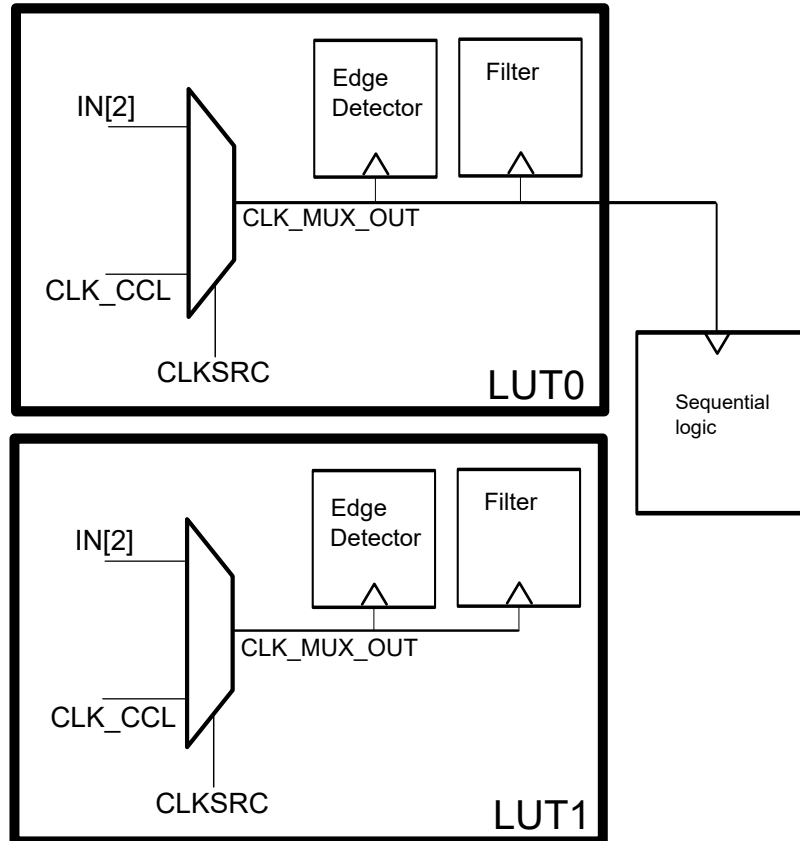 Edge
Detector
Filter
IN[2]
CLK_MUX_OUT
CLK_CCL
CLKSRC
LUT0
Sequential
logic
Edge
Detector
Filter
IN[2]
CLK_MUX_OUT
CLK_CCL
CLKSRC
LUT1